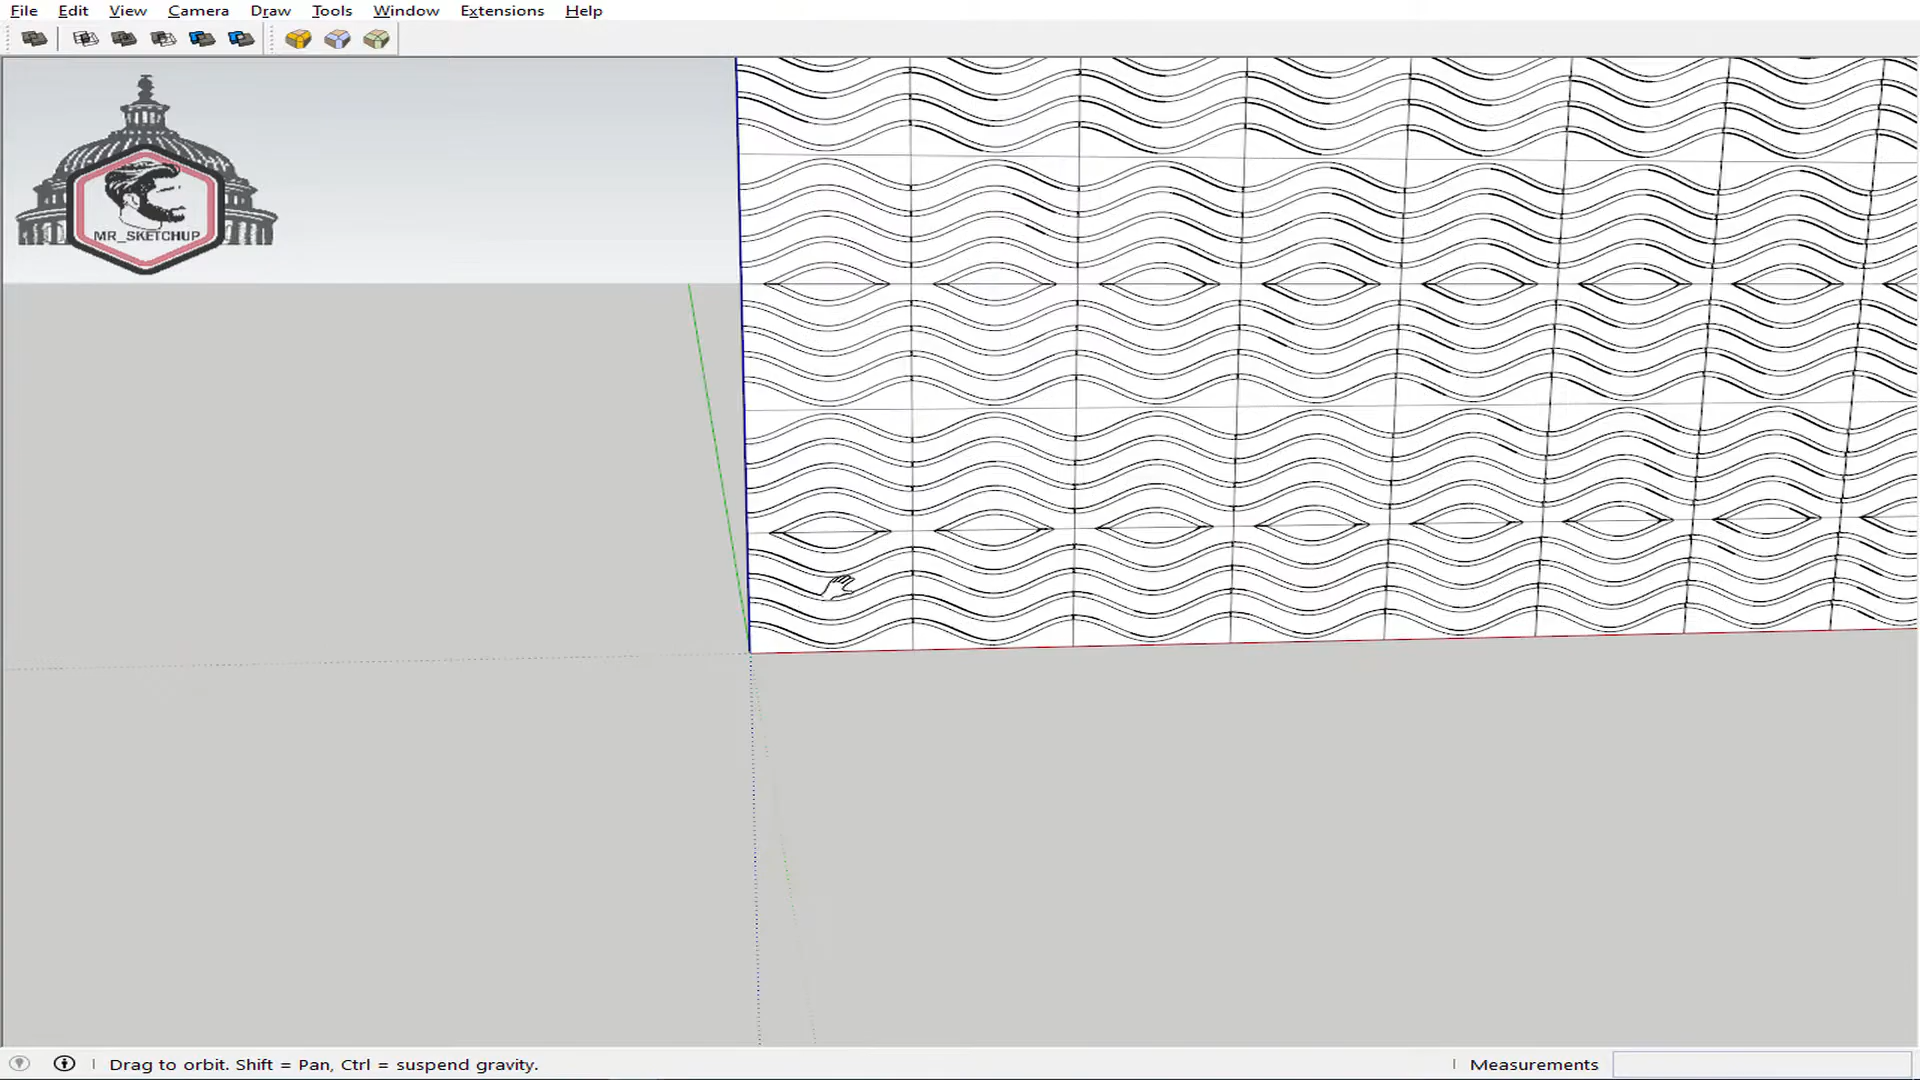 File Edit View Camera Draw Tools Window Extensions Help
MR_SKETCHUP
Drag to orbit. Shift = Pan, Ctrl = suspend gravity.
Measurements